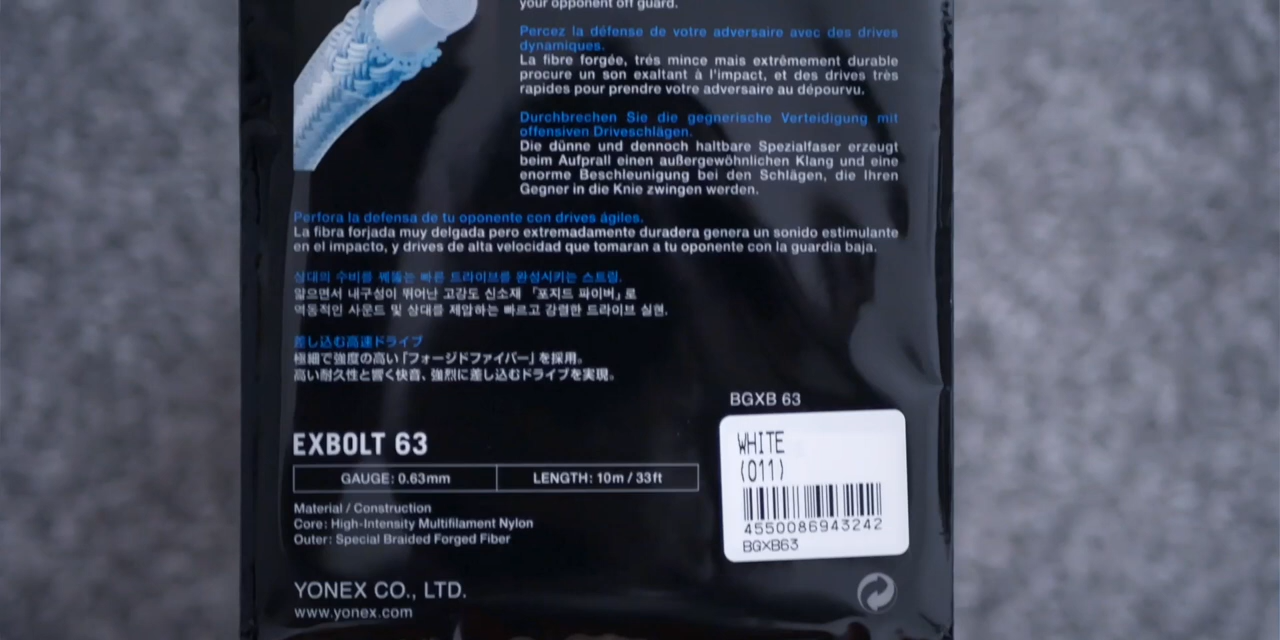 your opponent off guard.
Percez la défense de votre adversaire avec des drives
dynamiques.
La fibre forgée, trés mince mais extrêmement durable
procure un son exaltant à l'impact, et des drives très
rapides pour prendre votre adversaire au dépourvu.
Durchbrechen Sie die gegnerische Verteidigung mit
offensiven Driveschlägen.
Die dünne und dennoch haltbare Spezialfaser erzeugt
beim Aufprall einen außergewöhnlichen Klang und eine
enorme Beschleunigung bei den Schlägen, die Ihren
Gegner in die Knie zwingen werden.
Perfora la defensa de tu oponente con drives ágiles.
La fibra forjada muy delgada pero extremadamente duradera genera un sonido estimulante
en el impacto, y drives de alta velocidad que tomaran a tu oponente con la guardia baja.
상대의 수비를 꿰뚫는 빠른 드라이브를 완성시키는 스트링.
얇으면서 내구성이 뛰어난 고강도 신소재 「포지드 파이버」로
역동적인 사운드 및 상대를 제압하는 빠르고 강렬한 드라이브 실현.
差し込む高速ドライブ
極細で強度の高い「フォージドファイバー」を採用。
高い耐久性と響く快音、強烈に差し込むドライブを実現。
BGXB 63
WHITE
(011)
4550086943242
BGXB63
EXBOLT 63
GAUGE: 0.63mm LENGTH: 10m / 33ft
Material / Construction
Core: High-Intensity Multifilament Nylon
Outer: Special Braided Forged Fiber
YONEX CO., LTD.
www.yonex.com